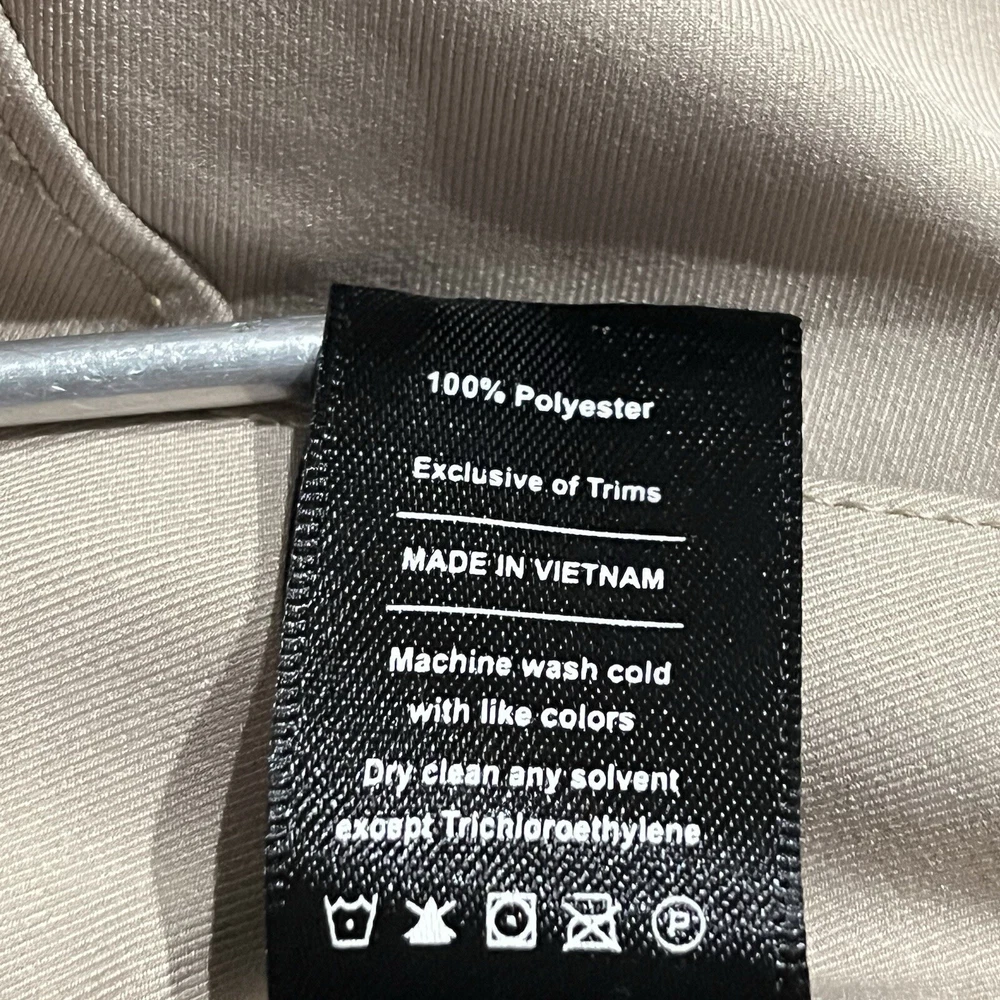 100% Polyester
Exclusive of Trims
MADE IN VIETNAM
Machine wash cold
with like colors
Dry clean any solvent
except Trichloroethylene
P